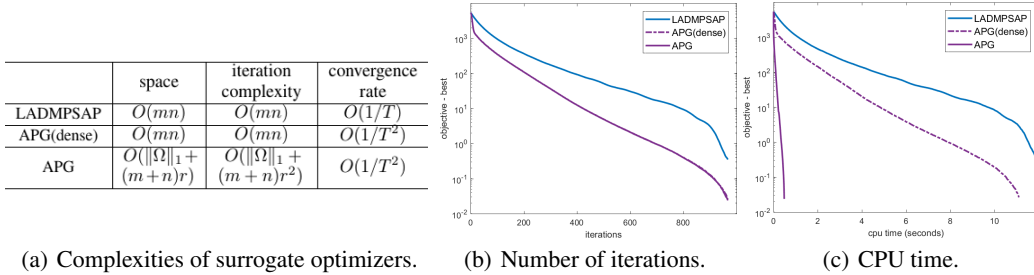 space
iteration
complexity
convergence
rate
LADMPSAP
O(mn)
O(mn)
O(1/T)
APG(dense)
O(mn)
O(mn)
O(1/T²)
APG
O(‖Ω‖₁+
(m+n)r)
O(‖Ω‖₁+
(m+n)r²)
O(1/T²)
(a) Complexities of surrogate optimizers.
objective - best
10³
10²
10¹
10⁰
10⁻¹
10⁻²
0 200 400 600 800
iterations
LADMPSAP
APG(dense)
APG
(b) Number of iterations.
objective - best
10³
10²
10¹
10⁰
10⁻¹
10⁻²
0 2 4 6 8 10
cpu time (seconds)
LADMPSAP
APG(dense)
APG
(c) CPU time.